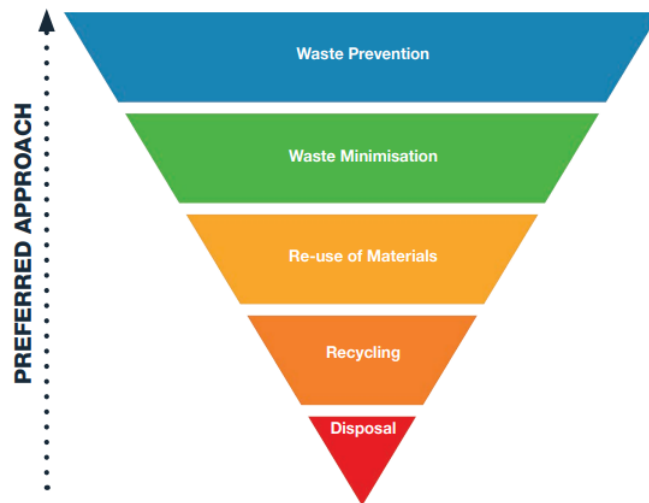 PREFERRED APPROACH
Waste Prevention
Waste Minimisation
Re-use of Materials
Recycling
Disposal